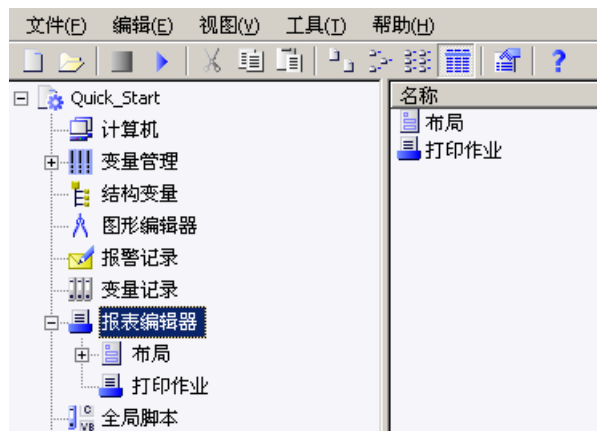 文件(F) 编辑(E) 视图(V) 工具(T) 帮助(H)
Quick_Start
计算机
变量管理
结构变量
图形编辑器
报警记录
变量记录
报表编辑器
布局
打印作业
全局脚本
名称
布局
打印作业